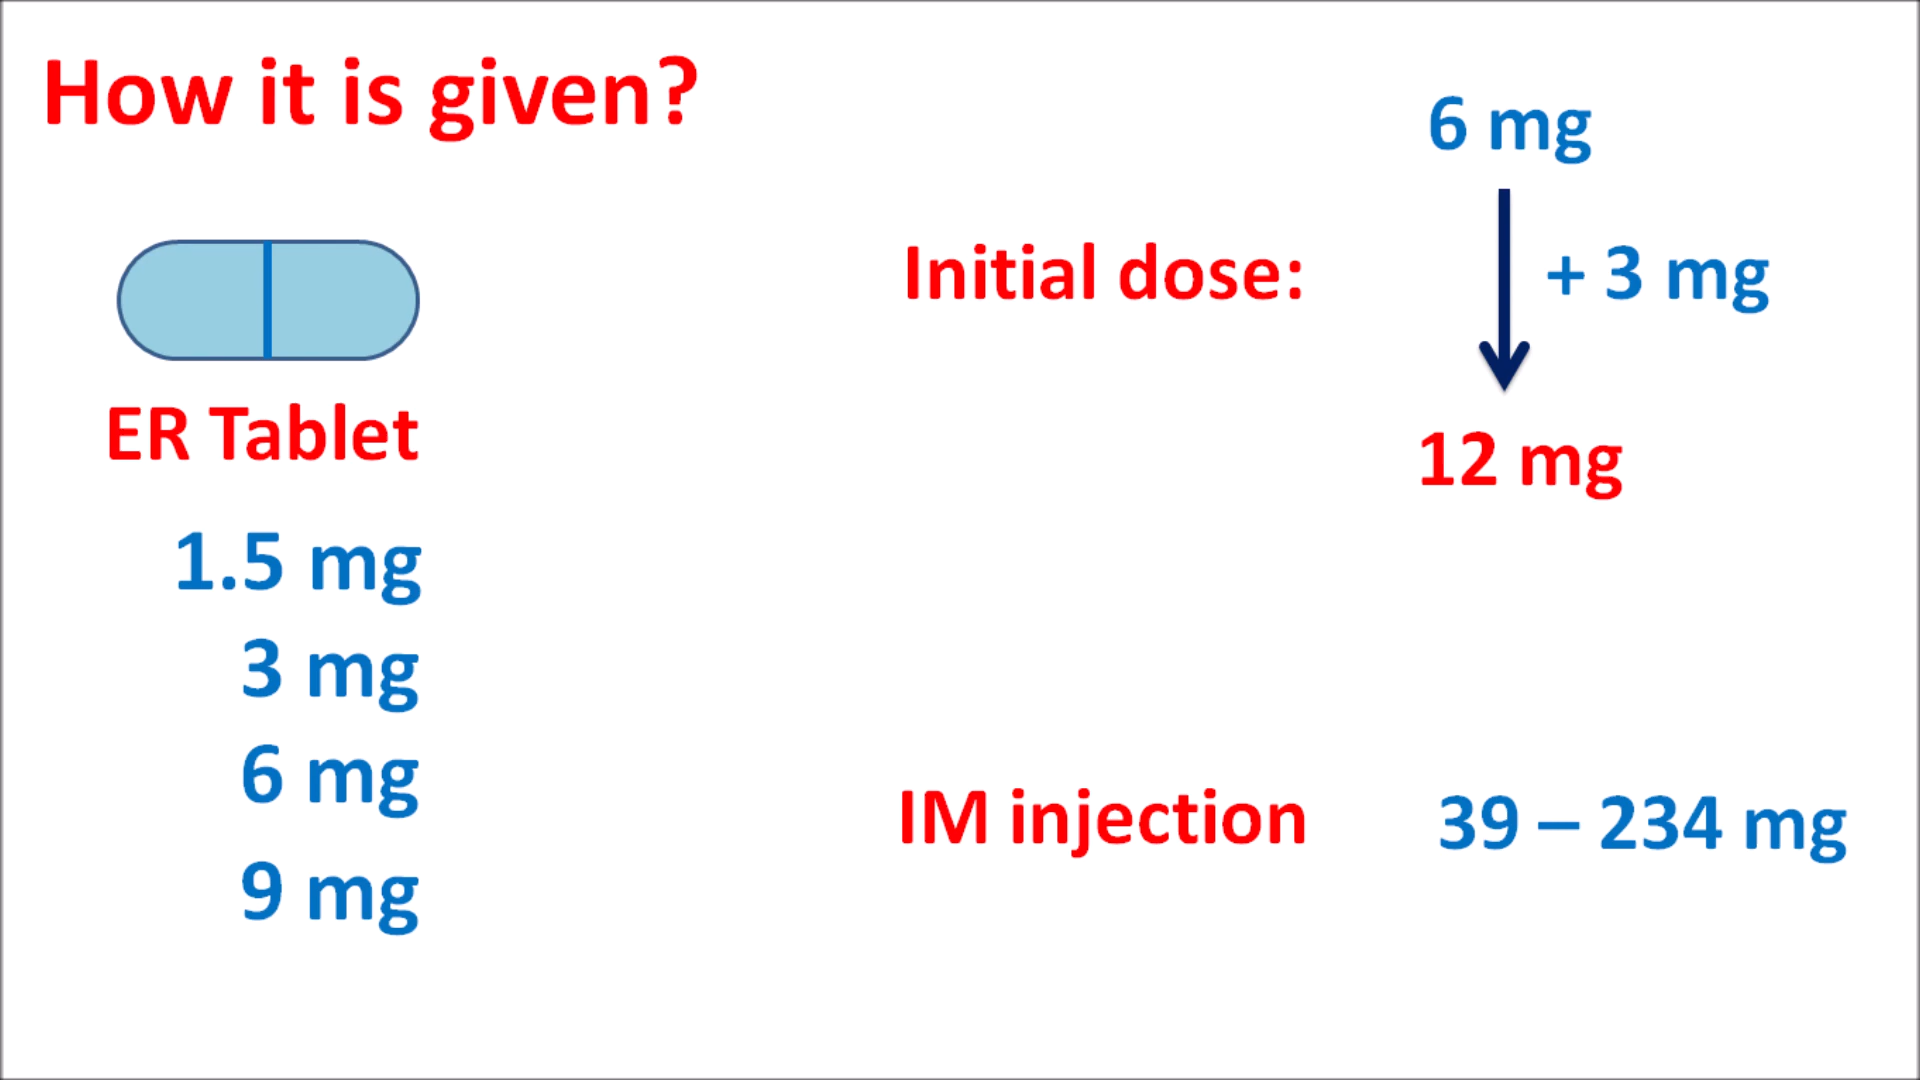 How it is given?
ER Tablet
1.5 mg
3 mg
6 mg
9 mg
6 mg
Initial dose:
+ 3 mg
12 mg
IM injection
39 – 234 mg